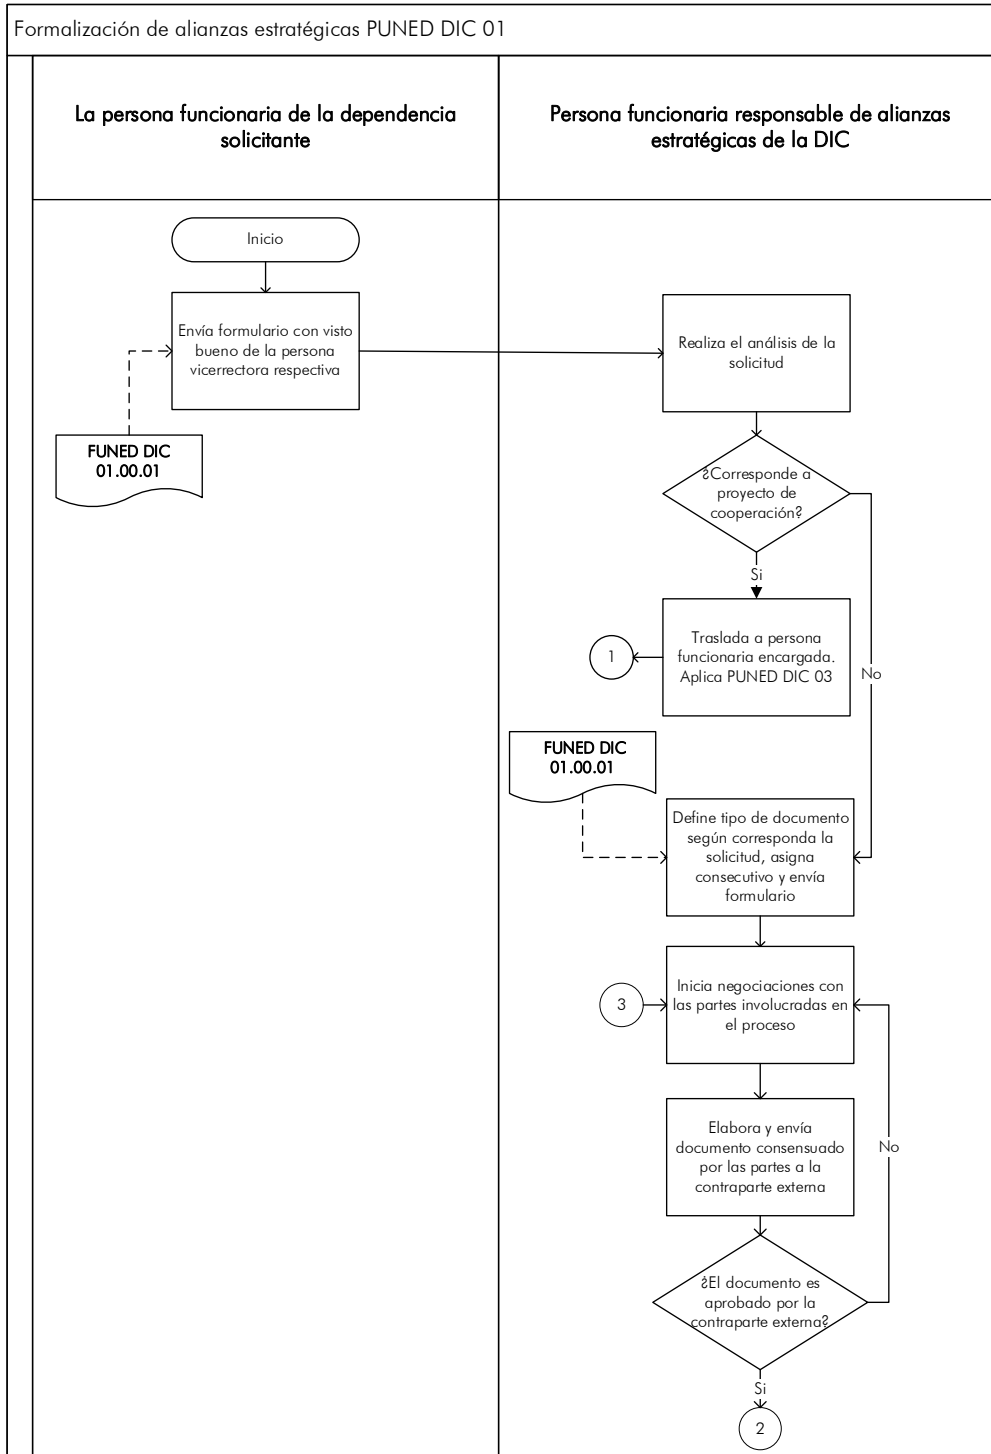 Formalización de alianzas estratégicas PUNED DIC 01
La persona funcionaria de la dependencia
solicitante
Persona funcionaria responsable de alianzas
estratégicas de la DIC
Inicio
Envía formulario con visto
bueno de la persona
vicerrectora respectiva
FUNED DIC
01.00.01
Realiza el análisis de la
solicitud
¿Corresponde a
proyecto de
cooperación?
Si
No
Traslada a persona
funcionaria encargada.
Aplica PUNED DIC 03
1
FUNED DIC
01.00.01
Define tipo de documento
según corresponda la
solicitud, asigna
consecutivo y envía
formulario
Inicia negociaciones con
las partes involucradas en
el proceso
3
Elabora y envía
documento consensuado
por las partes a la
contraparte externa
No
¿El documento es
aprobado por la
contraparte externa?
Si
2